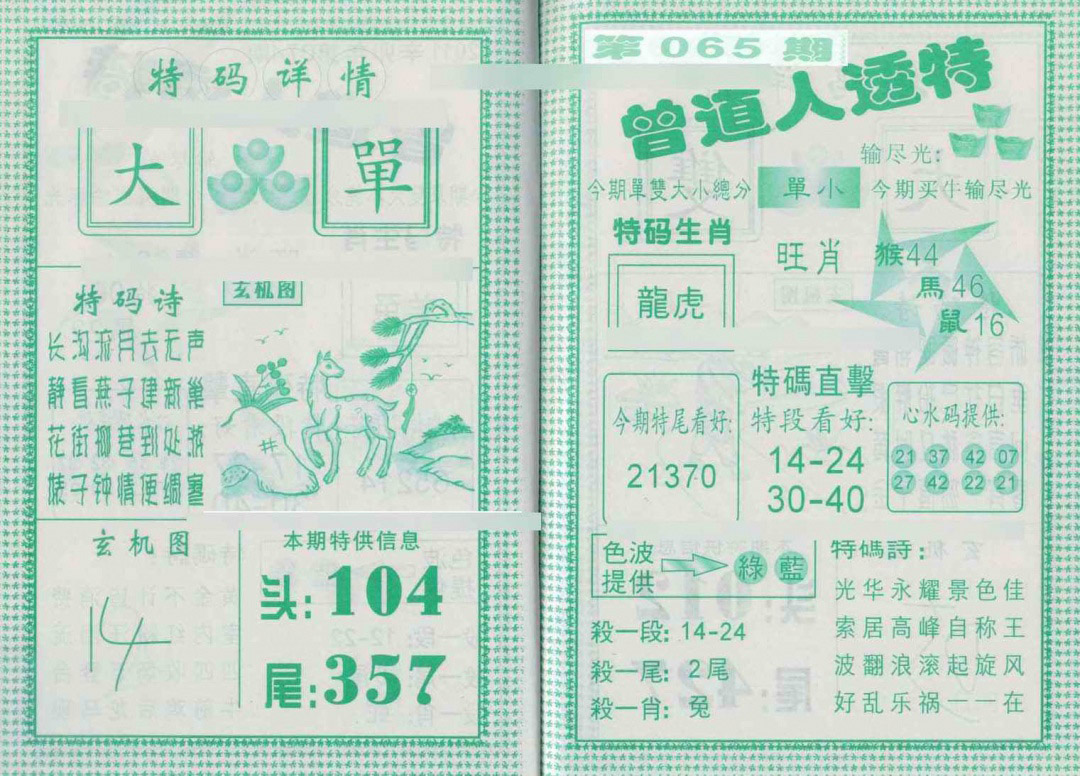 特码详情
大 單
特码诗
长沟流月去无声
静看燕子建新巢
花街柳巷到处游
婊子钟情便绸寒
玄机图
井
玄机图
14
本期特供信息
头:104
尾:357
第065期
曾道人透特
输尽光:
今期單雙大小總分 單小 今期买牛输尽光
特码生肖
龍虎
旺肖
猴44
馬46
鼠16
今期特尾看好:
21370
特碼直擊
特段看好:
14-24
30-40
心水码提供:
21 37 42 07
27 42 22 21
色波提供 綠 藍
殺一段: 14-24
殺一尾: 2尾
殺一肖: 兔
特碼詩:
光华永耀景色佳
索居高峰自称王
波翻浪滚起旋风
好乱乐祸一一在